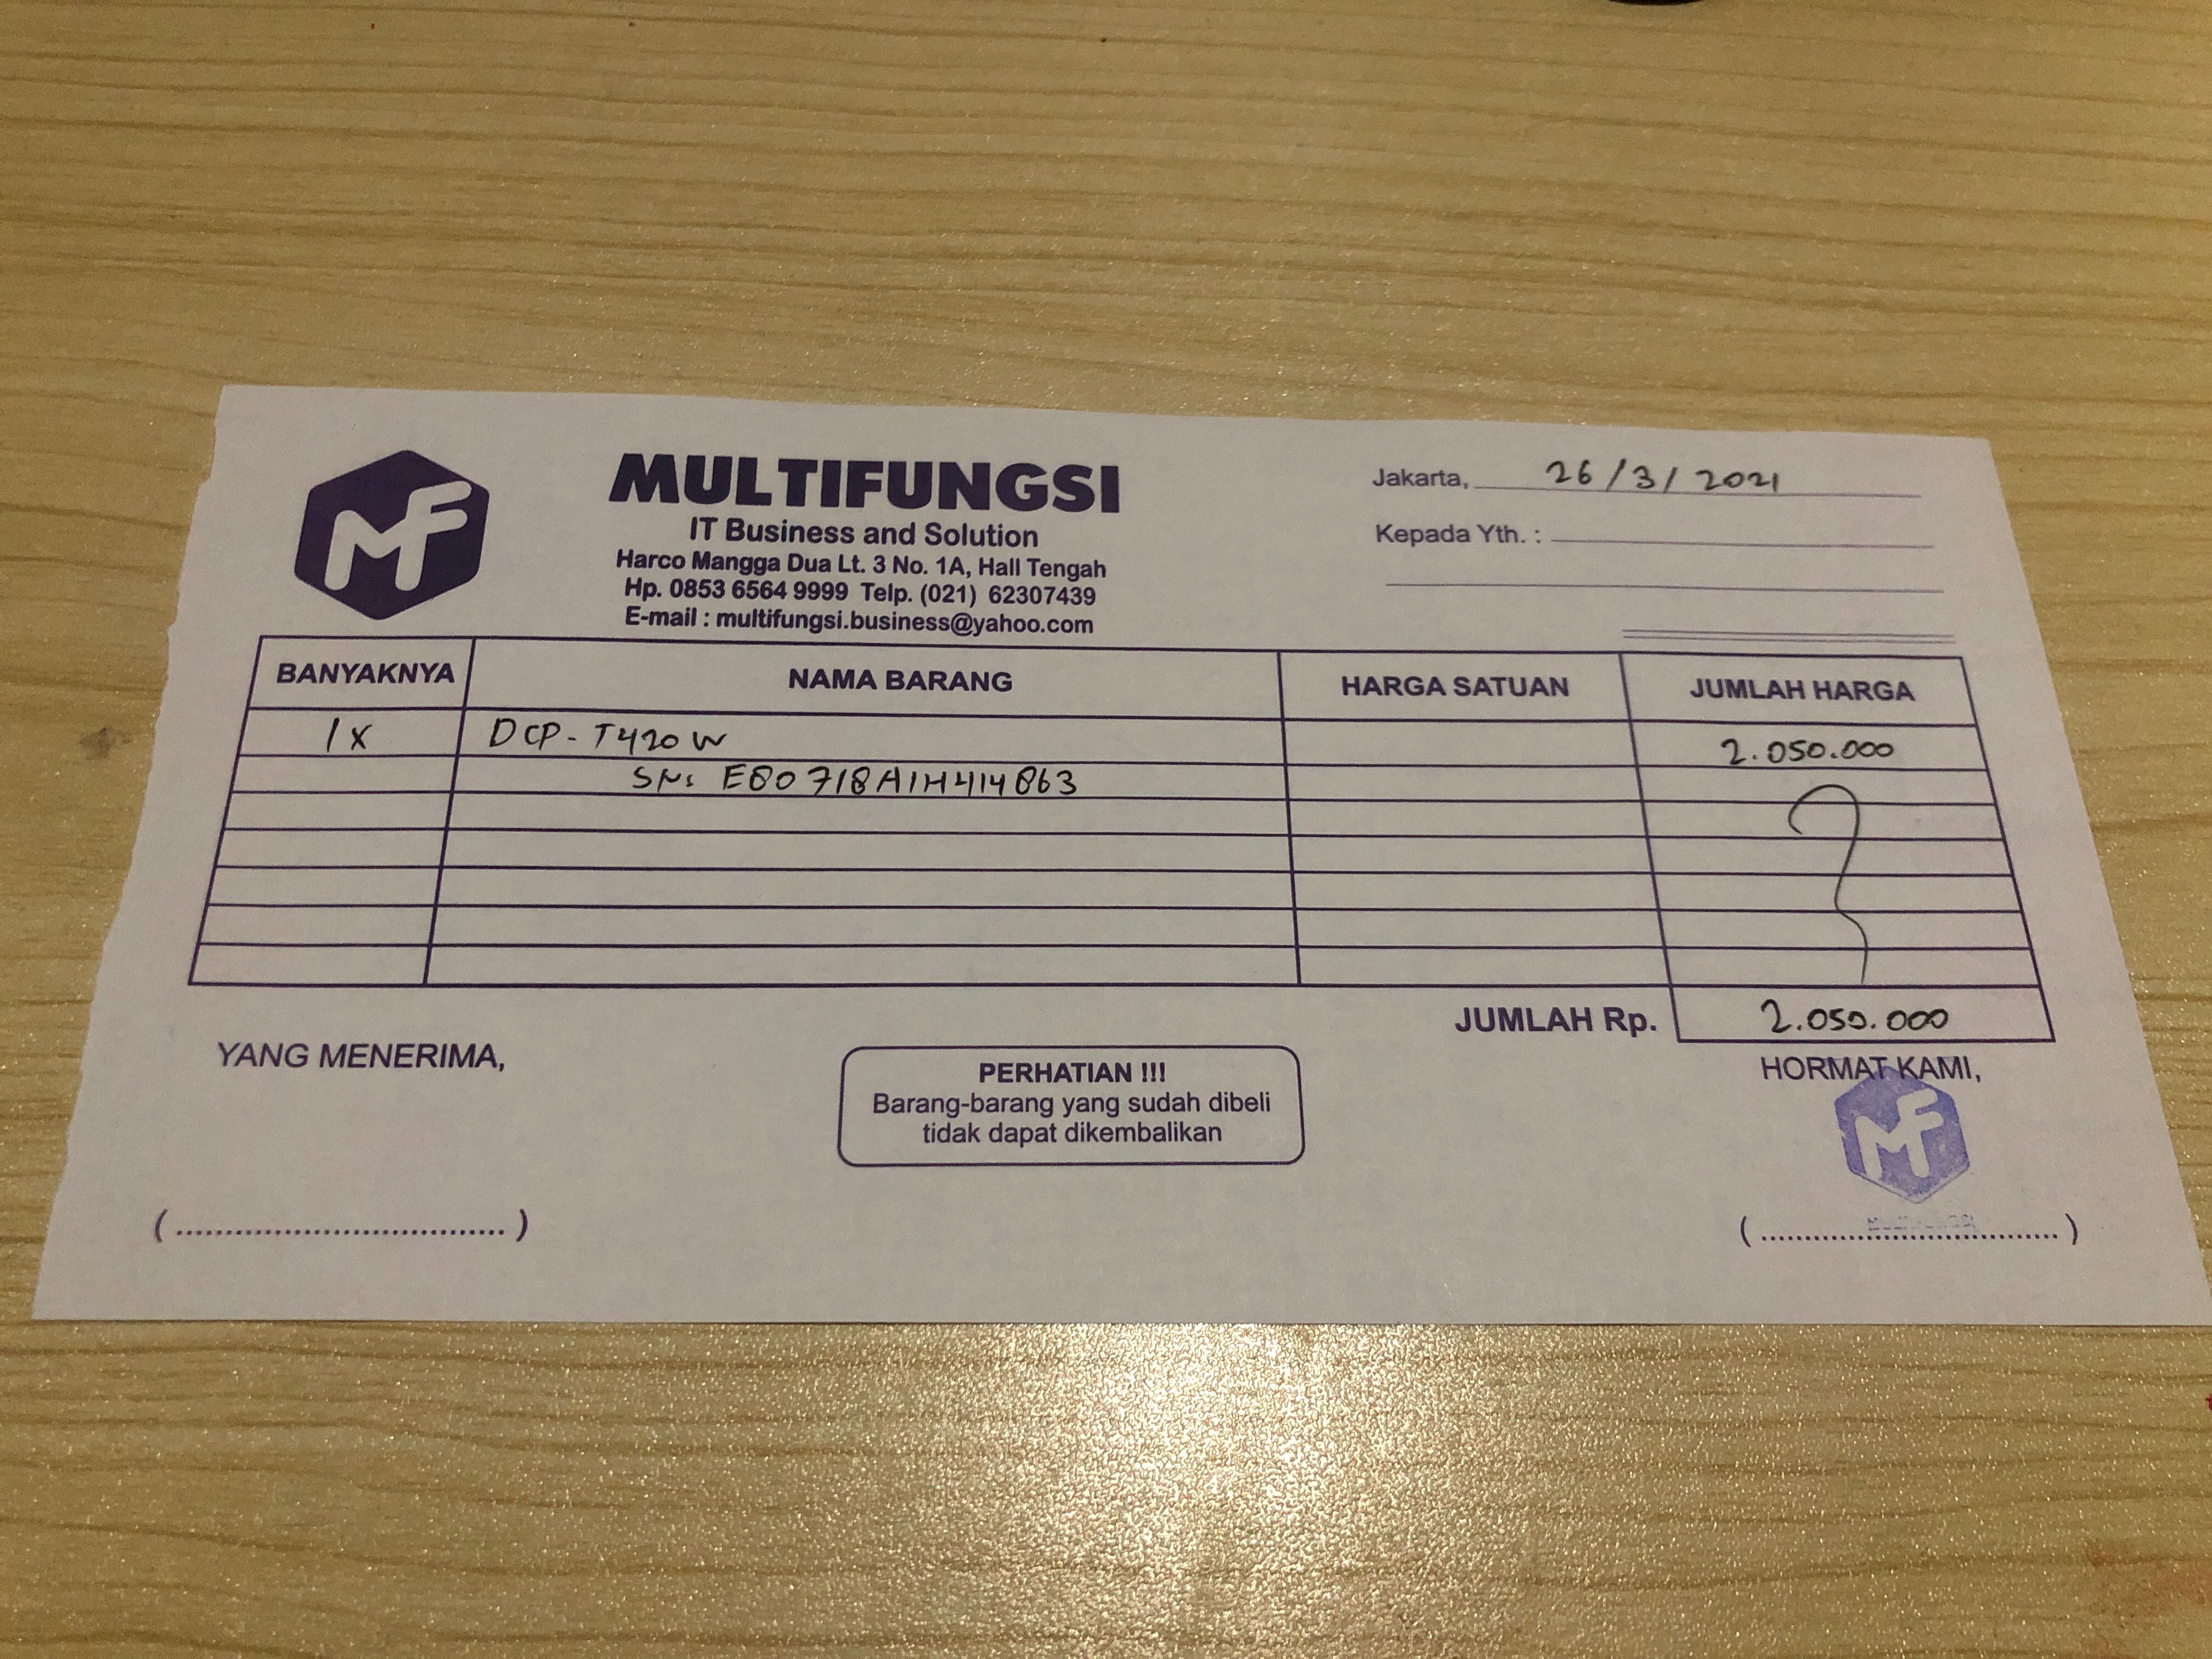 MF
MULTIFUNGSI
IT Business and Solution
Harco Mangga Dua Lt. 3 No. 1A, Hall Tengah
Hp. 0853 6564 9999 Telp. (021) 62307439
E-mail : multifungsi.business@yahoo.com
Jakarta, 26/3/2021
Kepada Yth. :
BANYAKNYA NAMA BARANG HARGA SATUAN JUMLAH HARGA
1x DCP-T420W 2.050.000
SN: E80718A1H414863
JUMLAH Rp. 2.050.000
YANG MENERIMA,
PERHATIAN !!!
Barang-barang yang sudah dibeli
tidak dapat dikembalikan
HORMAT KAMI,
MF
MULTIFUNGSI
(....................................) (....................................)